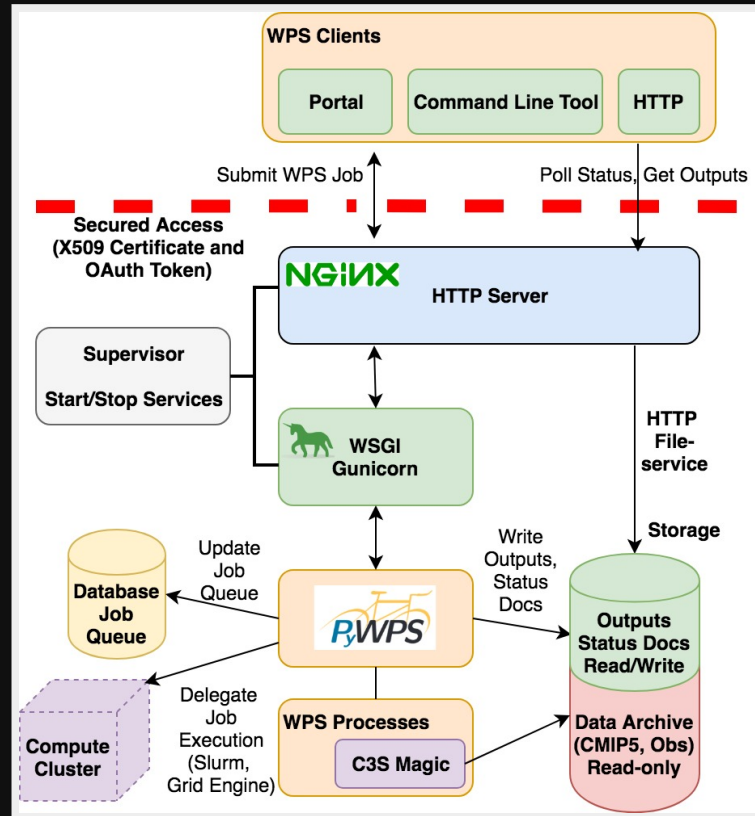 WPS Clients
Portal
Command Line Tool
HTTP
Submit WPS Job
Poll Status, Get Outputs
Secured Access
(X509 Certificate and
OAuth Token)
NGINX
HTTP Server
Supervisor
Start/Stop Services
WSGI
Gunicorn
HTTP
File-
service
Storage
Update
Job
Queue
Write
Outputs,
Status
Docs
Database
Job
Queue
PyWPS
Outputs
Status Docs
Read/Write
Delegate
Job
Execution
(Slurm,
Grid Engine)
Compute
Cluster
WPS Processes
C3S Magic
Data Archive
(CMIP5, Obs)
Read-only